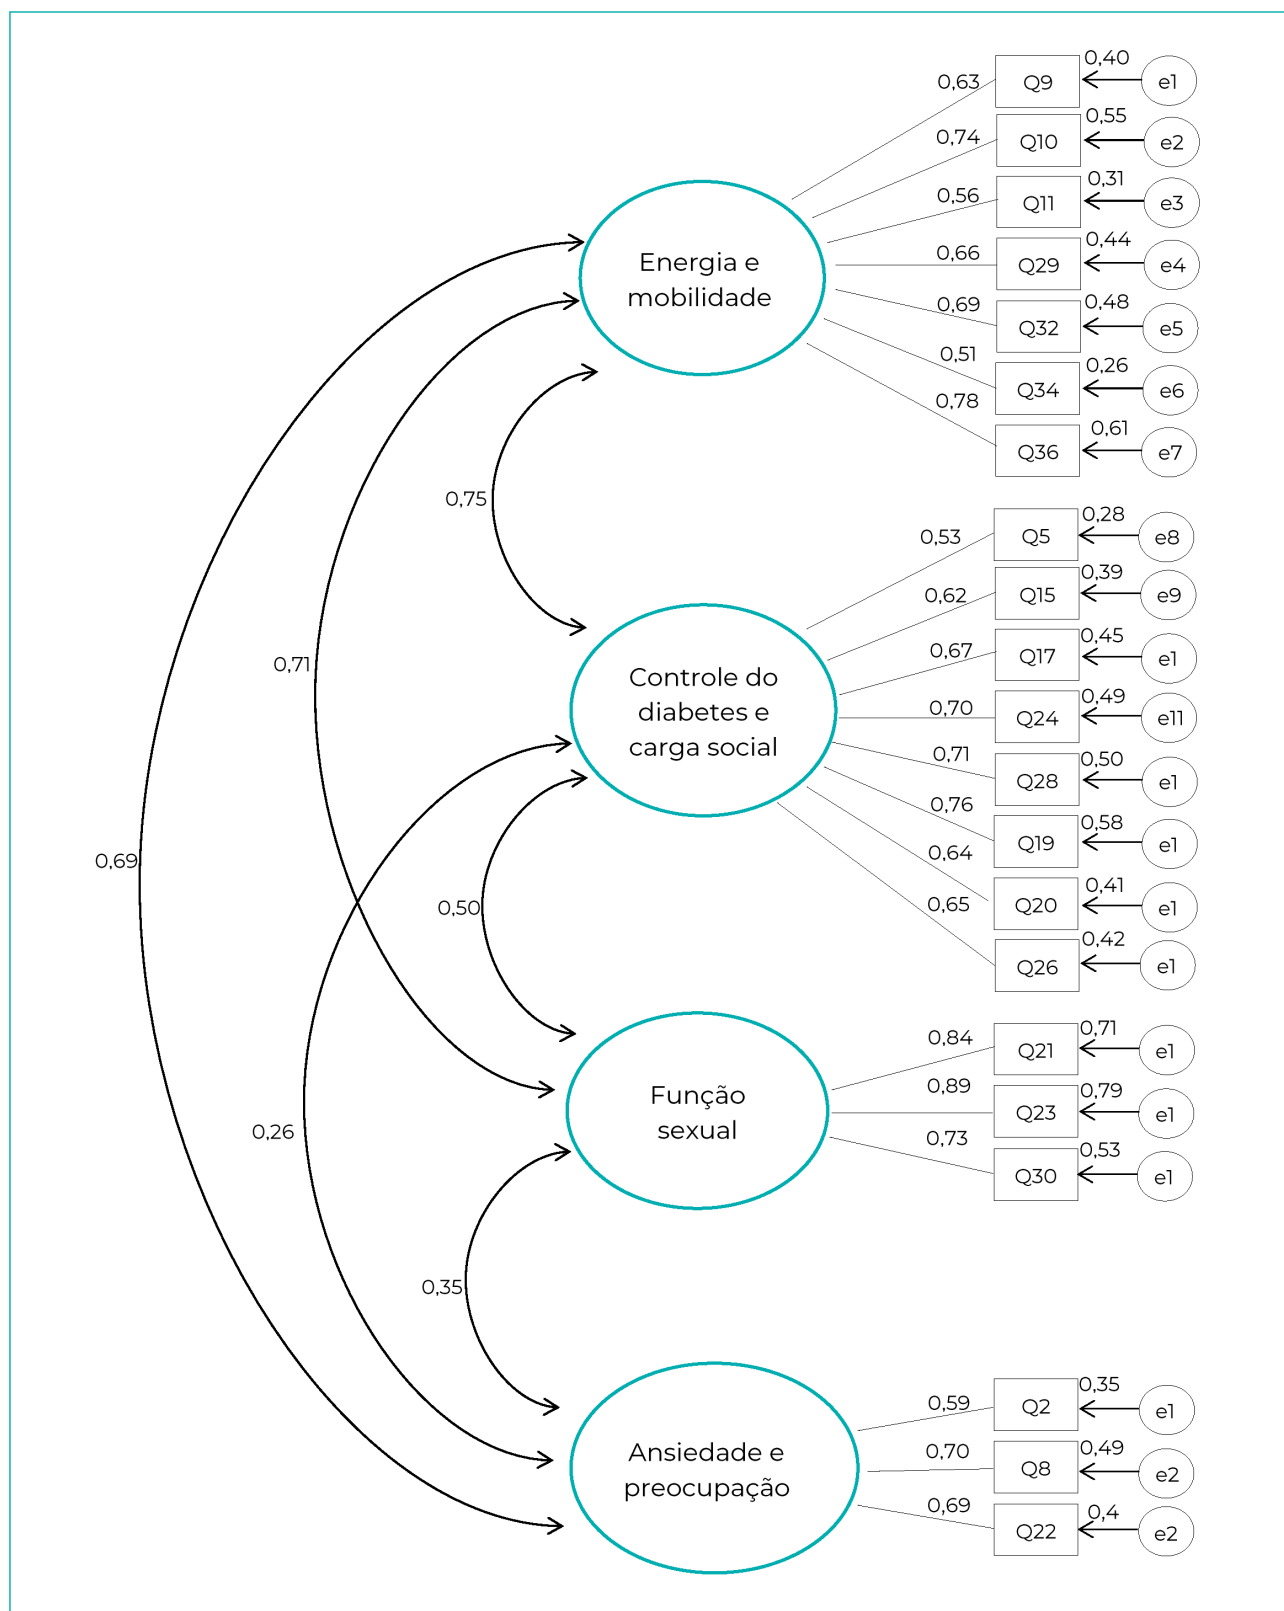 0,63 Q9 0,40 e1
0,74 Q10 0,55 e2
0,56 Q11 0,31 e3
Energia e
mobilidade
0,66 Q29 0,44 e4
0,69 Q32 0,48 e5
0,51 Q34 0,26 e6
0,78 Q36 0,61 e7
0,75
0,53 Q5 0,28 e8
0,62 Q15 0,39 e9
0,67 Q17 0,45 e1
0,71
Controle do
diabetes e
carga social
0,70 Q24 0,49 e11
0,71 Q28 0,50 e1
0,76 Q19 0,58 e1
0,69
0,64 Q20 0,41 e1
0,50
0,65 Q26 0,42 e1
0,84 Q21 0,71 e1
Função
sexual
0,89 Q23 0,79 e1
0,26
0,73 Q30 0,53 e1
0,35
0,59 Q2 0,35 e1
Ansiedade e
preocupação
0,70 Q8 0,49 e2
0,69 Q22 0,4 e2